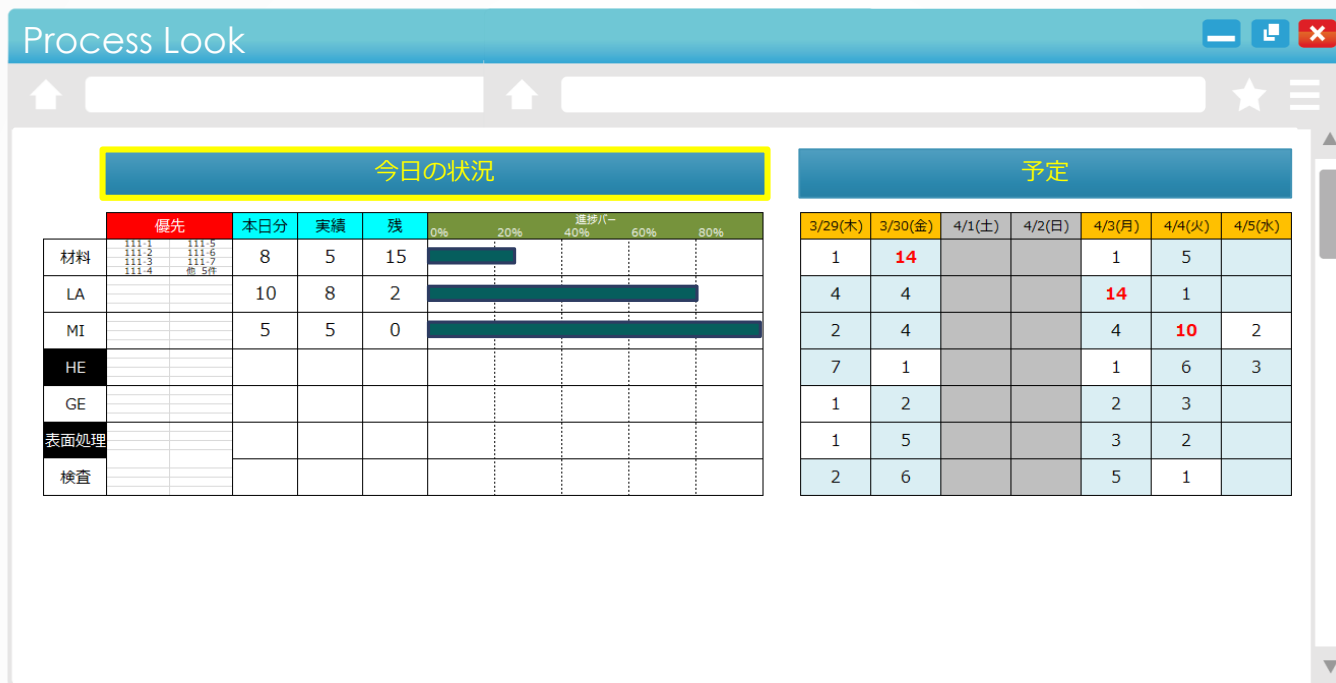 Process Look
今日の状況 予定
優先 本日分 実績 残 進捗バー 3/29(木) 3/30(金) 4/1(土) 4/2(日) 4/3(月) 4/4(火) 4/5(水)
0% 20% 40% 60% 80%
材料 8 5 15 1 14 1 5
111-1 111-5
111-2 111-6
111-3 111-7
111-4 他 5件
LA 10 8 2 4 4 14 1
MI 5 5 0 2 4 4 10 2
HE 7 1 1 6 3
GE 1 2 2 3
表面処理 1 5 3 2
検査 2 6 5 1